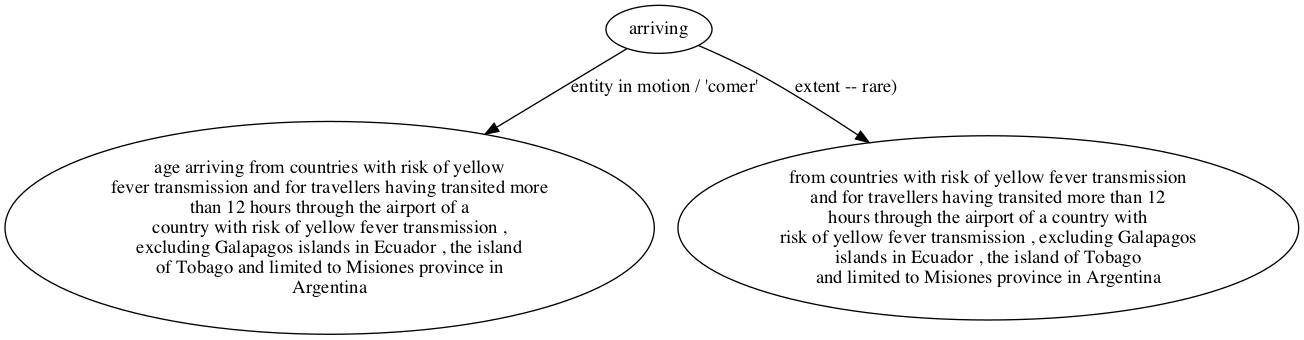 arriving
entity in motion / 'comer'
extent -- rare)
age arriving from countries with risk of yellow
fever transmission and for travellers having transited more
than 12 hours through the airport of a
country with risk of yellow fever transmission ,
excluding Galapagos islands in Ecuador , the island
of Tobago and limited to Misiones province in
Argentina
from countries with risk of yellow fever transmission
and for travellers having transited more than 12
hours through the airport of a country with
risk of yellow fever transmission , excluding Galapagos
islands in Ecuador , the island of Tobago
and limited to Misiones province in Argentina